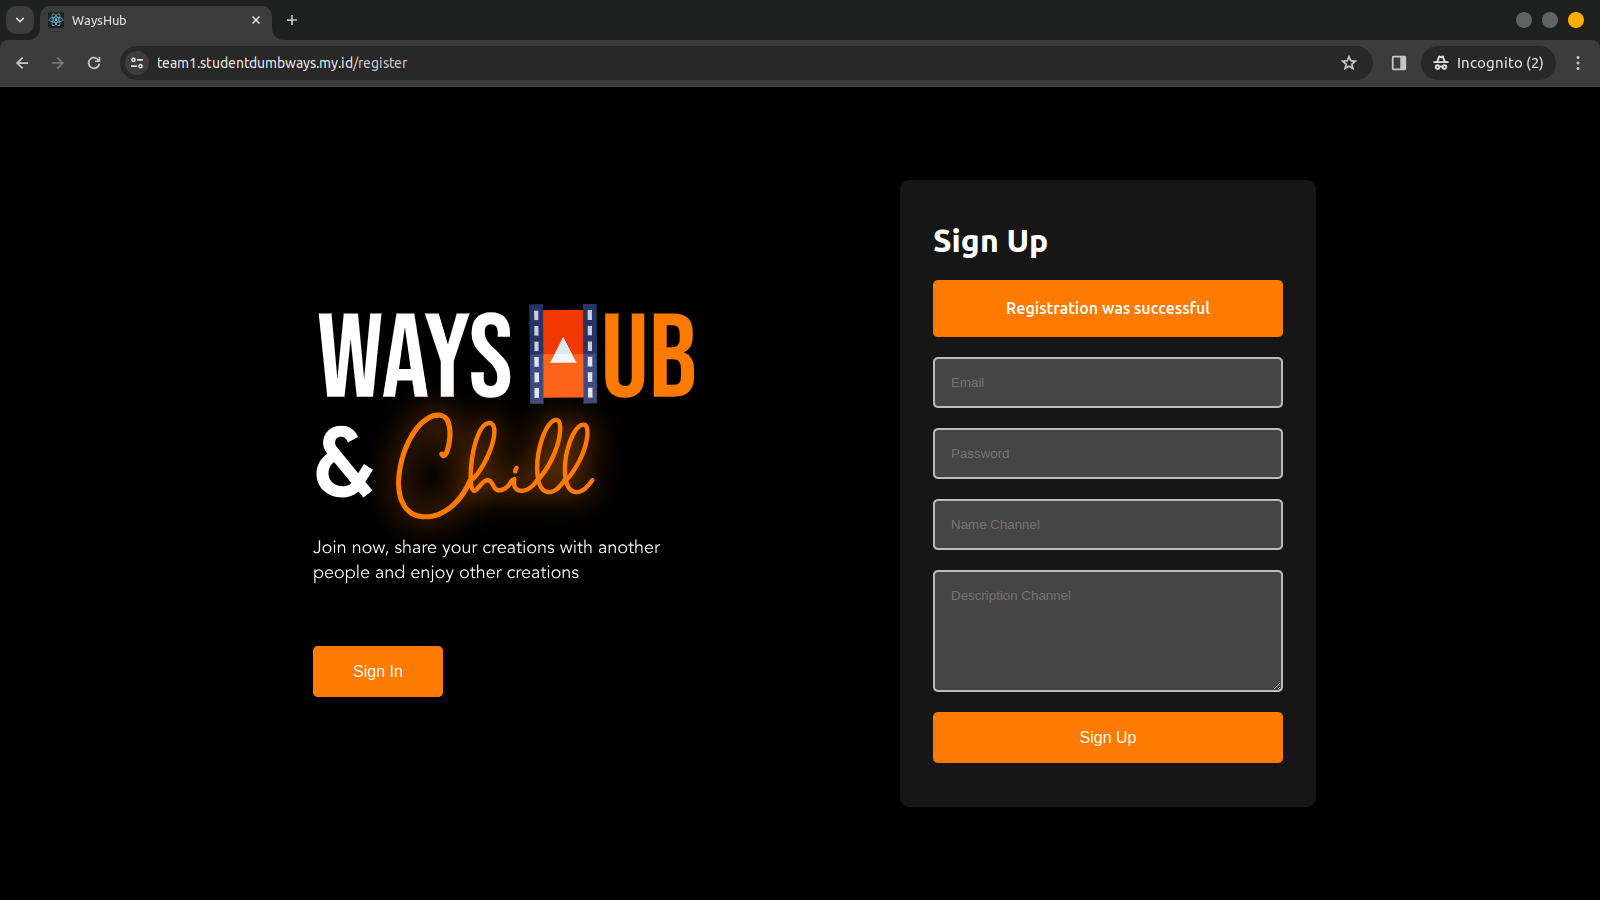 WaysHub
team1.studentdumbways.my.id/register
Incognito (2)
WAYS HUB
& Chill
Join now, share your creations with another
people and enjoy other creations
Sign In
Sign Up
Registration was successful
Email
Password
Name Channel
Description Channel
Sign Up